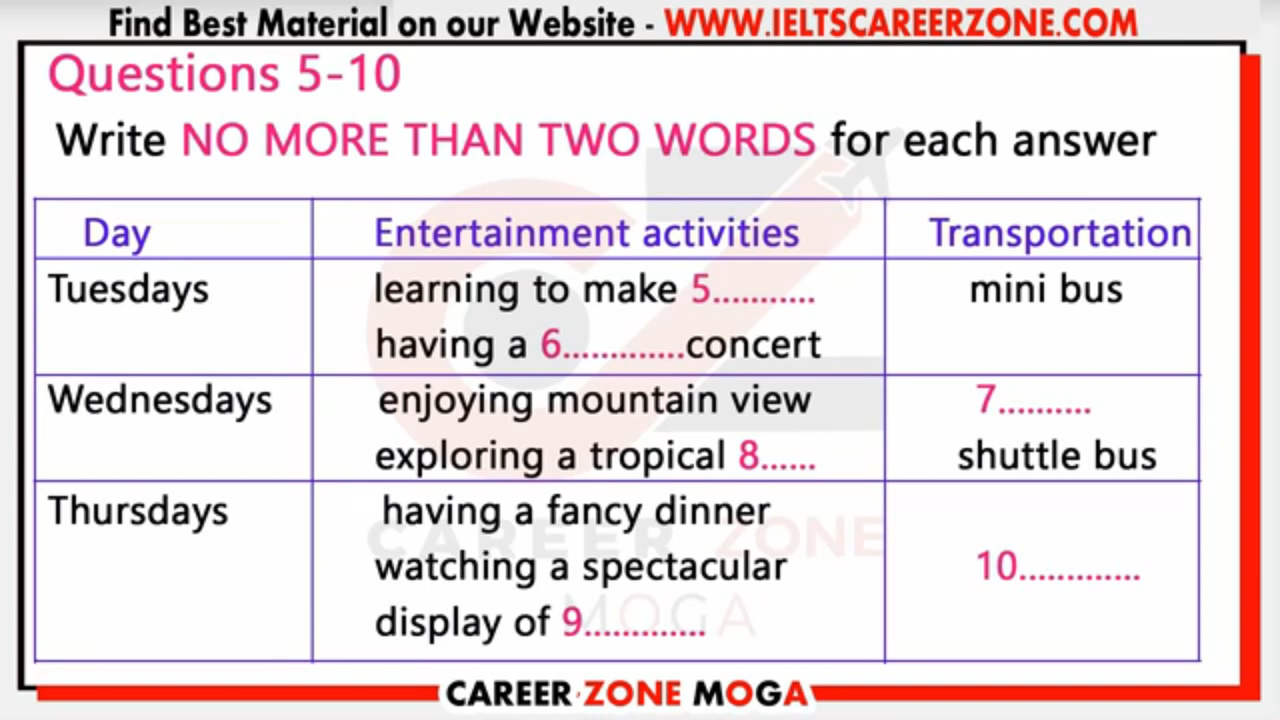 Find Best Material on our Website - WWW.IELTSCAREERZONE.COM
Questions 5-10
Write NO MORE THAN TWO WORDS for each answer
Day Entertainment activities Transportation
Tuesdays learning to make 5........... mini bus
having a 6.............concert
Wednesdays enjoying mountain view 7..........
exploring a tropical 8...... shuttle bus
Thursdays having a fancy dinner
watching a spectacular 10.............
display of 9.............
CAREER ZONE
MOGA
CAREER ZONE MOGA